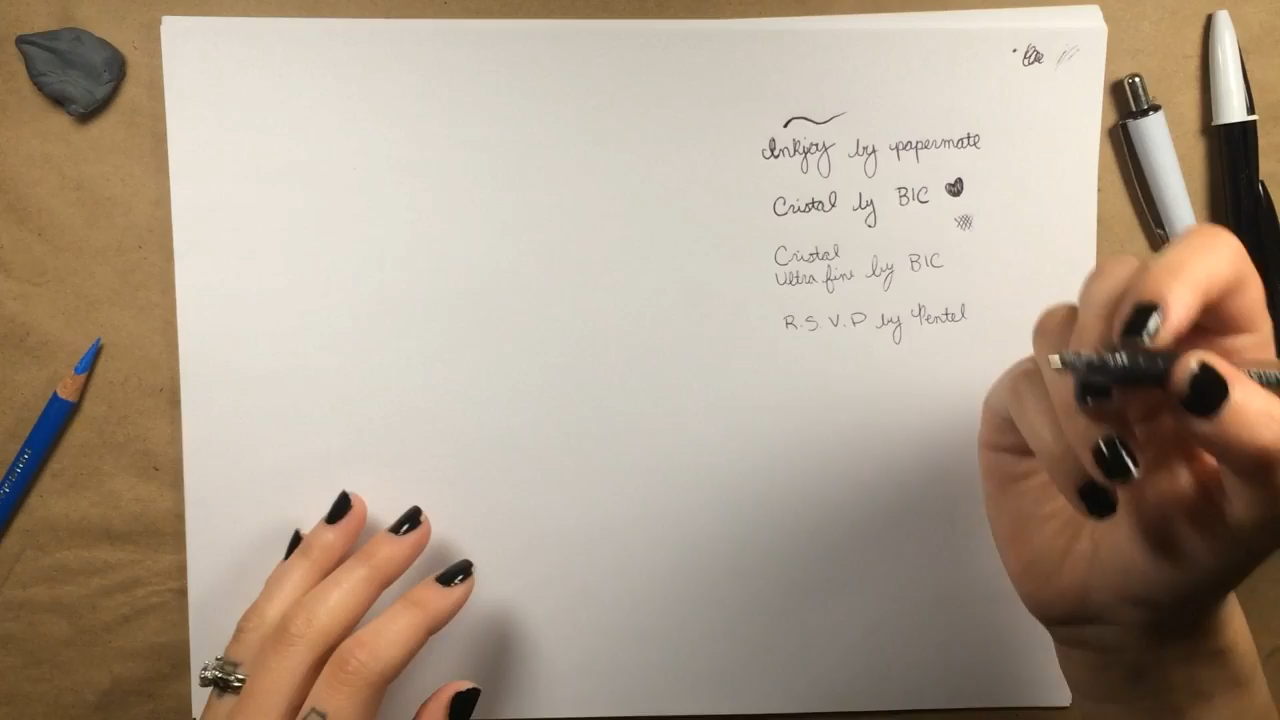 Inkjoy by papermate
Cristal by BIC
Cristal
Ultra fine by BIC
R.S.V.P by Pentel